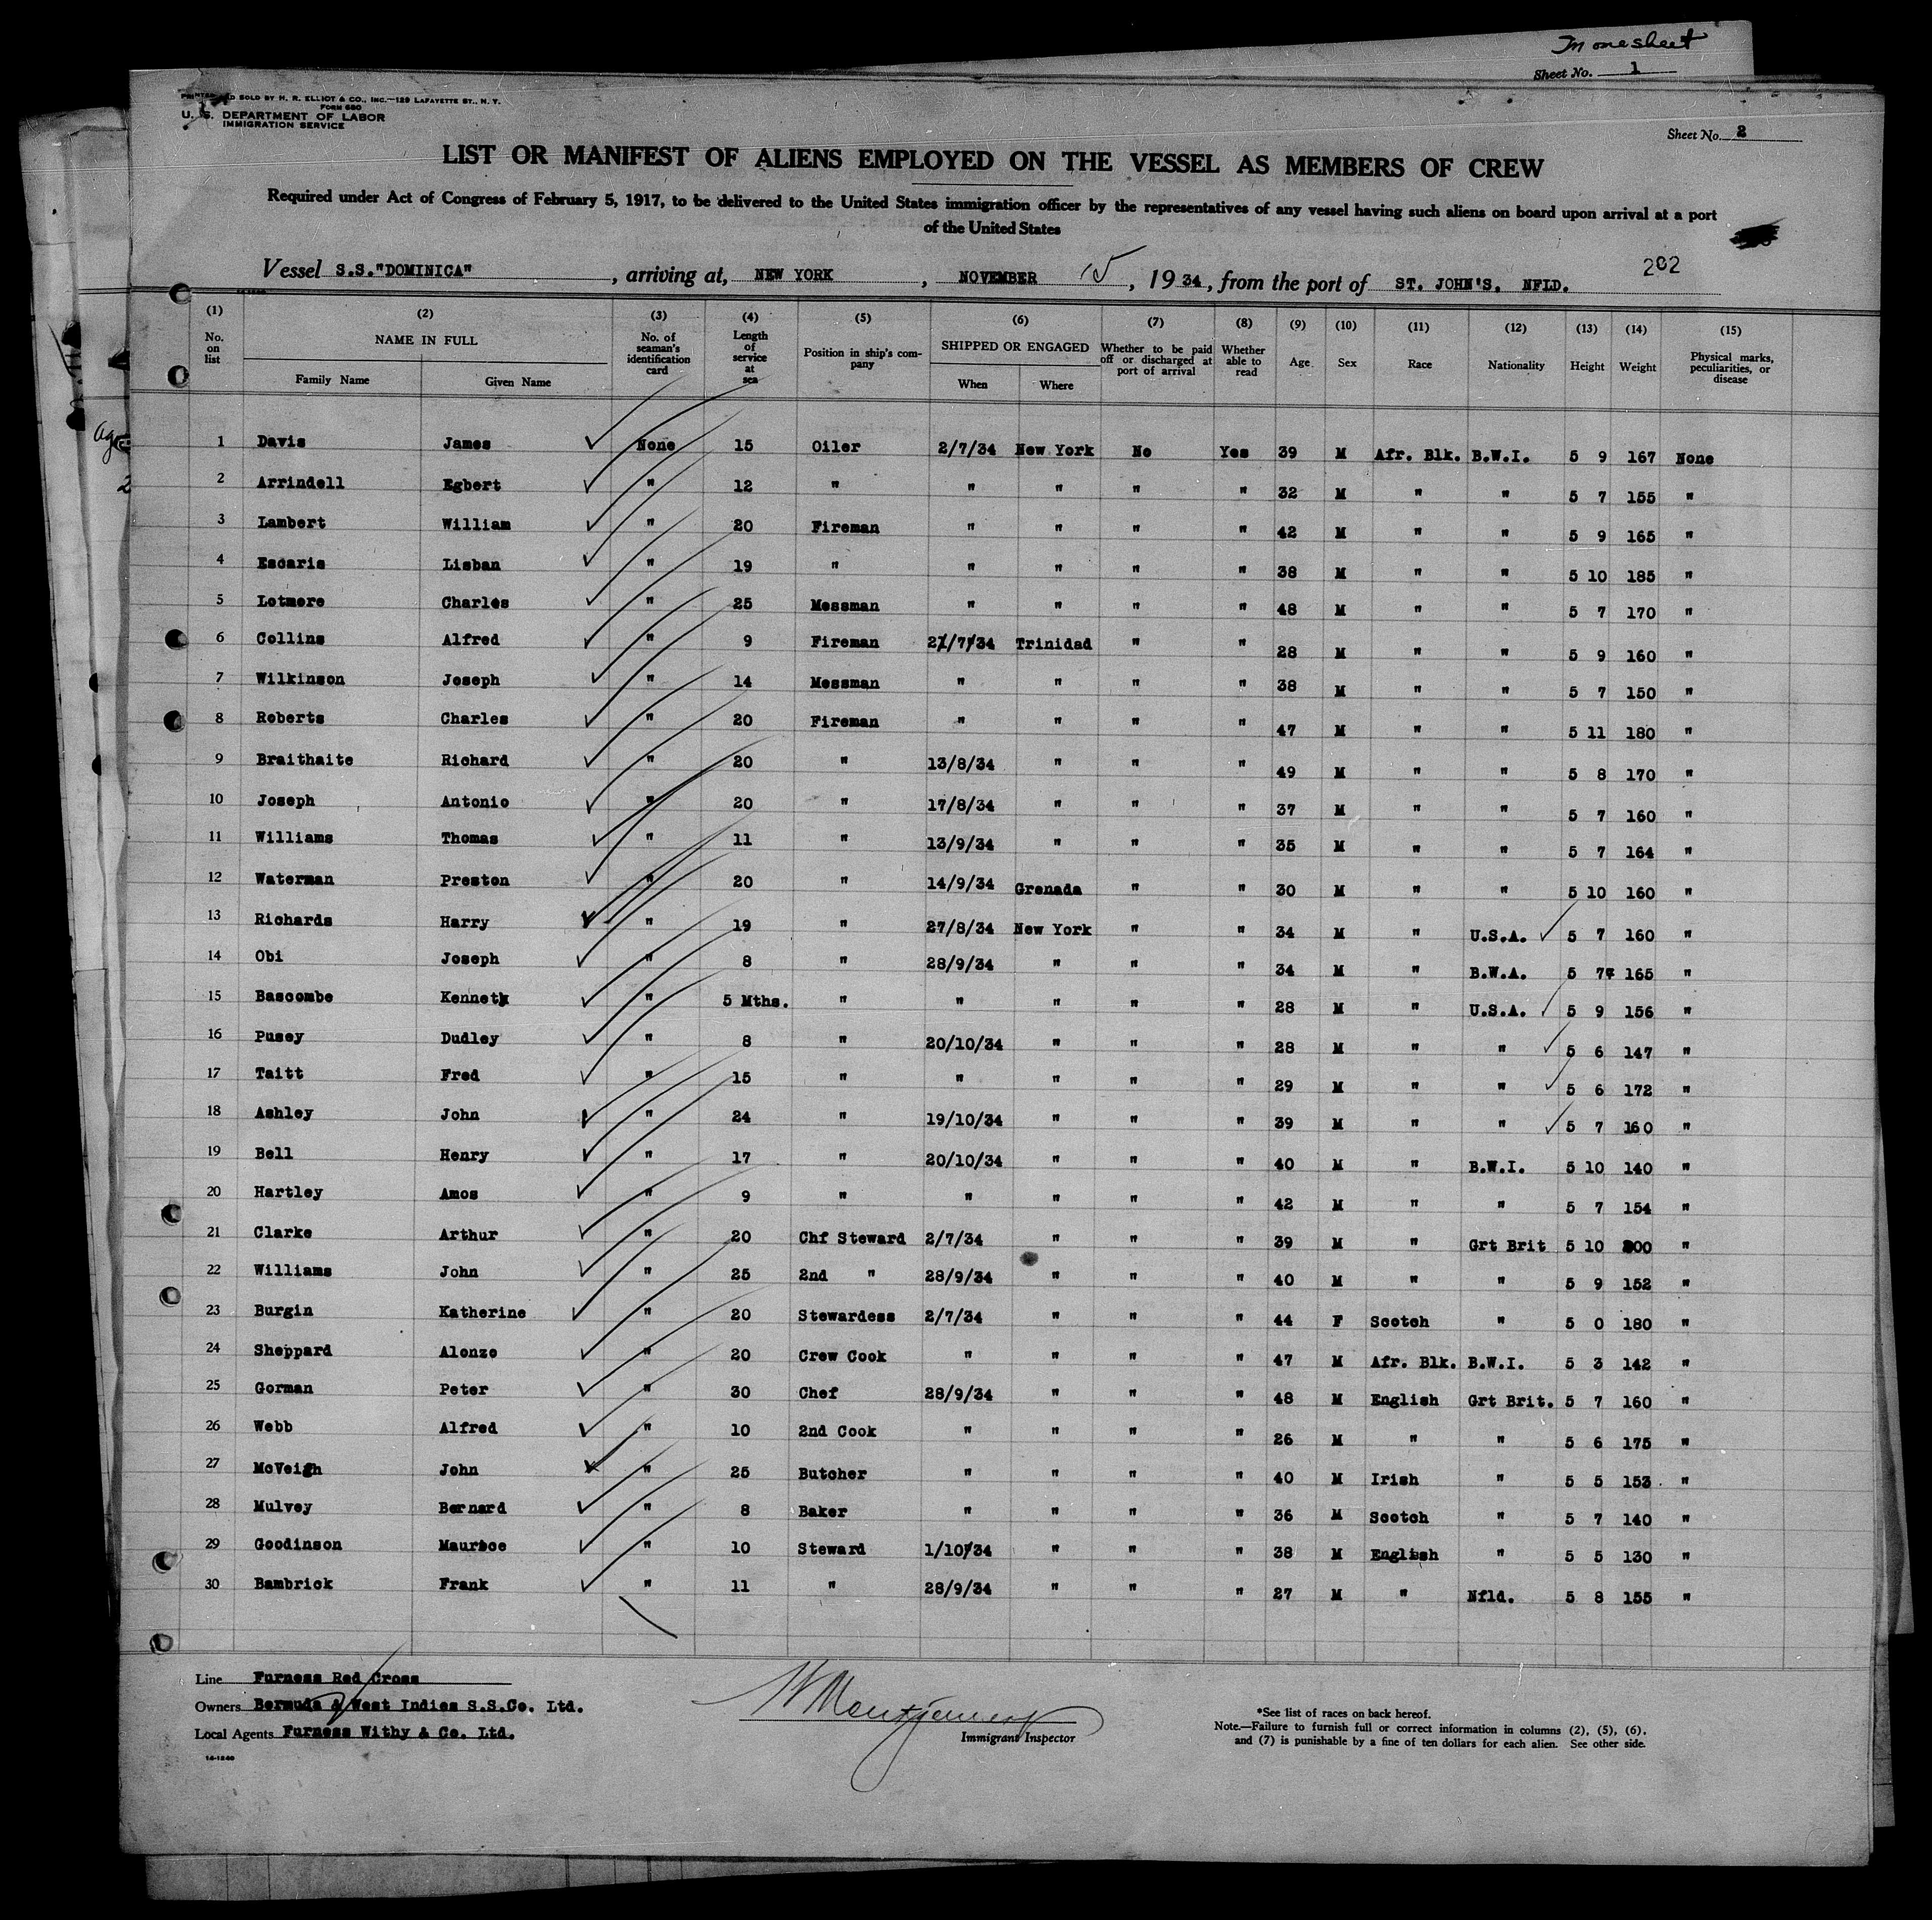 In one sheet
Sheet No. 1
PRINTED AND SOLD BY H. R. ELLIOT & CO., INC.—129 LAFAYETTE ST., N. Y.
FORM 680
U. S. DEPARTMENT OF LABOR
IMMIGRATION SERVICE
Sheet No. 2
LIST OR MANIFEST OF ALIENS EMPLOYED ON THE VESSEL AS MEMBERS OF CREW
Required under Act of Congress of February 5, 1917, to be delivered to the United States immigration officer by the representatives of any vessel having such aliens on board upon arrival at a port
of the United States
202
Vessel S.S."DOMINICA" , arriving at, NEW YORK , NOVEMBER 15 , 1934, from the port of ST. JOHN'S. NFLD.
(1) (2) (3) (4) (5) (6) (7) (8) (9) (10) (11) (12) (13) (14) (15)
No. on list NAME IN FULL Family Name Given Name No. of seaman's identification card Length of service at sea Position in ship's company SHIPPED OR ENGAGED When Where Whether to be paid off or discharged at port of arrival Whether able to read Age Sex Race Nationality Height Weight Physical marks, peculiarities, or disease
1 Davis James None 15 Oiler 2/7/34 New York No Yes 39 M Afr. Blk. B.W.I. 5 9 167 None
2 Arrindell Egbert " 12 " " " " " 32 M " " 5 7 155 "
3 Lambert William " 20 Fireman " " " " 42 M " " 5 9 165 "
4 Escaris Lisban " 19 " " " " " 38 M " " 5 10 185 "
5 Lotmore Charles " 25 Messman " " " " 48 M " " 5 7 170 "
6 Collins Alfred " 9 Fireman 21/7/34 Trinidad " " 28 M " " 5 9 160 "
7 Wilkinson Joseph " 14 Messman " " " " 38 M " " 5 7 150 "
8 Roberts Charles " 20 Fireman " " " " 47 M " " 5 11 180 "
9 Braithaite Richard " 20 " 13/8/34 " " " 49 M " " 5 8 170 "
10 Joseph Antonio " 20 " 17/8/34 " " " 37 M " " 5 7 160 "
11 Williams Thomas " 11 " 13/9/34 " " " 35 M " " 5 7 164 "
12 Waterman Preston " 20 " 14/9/34 Grenada " " 30 M " " 5 10 160 "
13 Richards Harry " 19 " 27/8/34 New York " " 34 M " U.S.A. 5 7 160 "
14 Obi Joseph " 8 " 28/9/34 " " " 34 M " B.W.A. 5 7 165 "
15 Bascombe Kenneth " 5 Mths. " " " " " 28 M " U.S.A. 5 9 156 "
16 Pusey Dudley " 8 " 20/10/34 " " " 28 M " " 5 6 147 "
17 Taitt Fred " 15 " " " " " 29 M " " 5 6 172 "
18 Ashley John " 24 " 19/10/34 " " " 39 M " " 5 7 160 "
19 Bell Henry " 17 " 20/10/34 " " " 40 M " B.W.I. 5 10 140 "
20 Hartley Amos " 9 " " " " " 42 M " " 5 7 154 "
21 Clarke Arthur " 20 Chf Steward 2/7/34 " " " 39 M " Grt Brit 5 10 200 "
22 Williams John " 25 2nd " 28/9/34 " " " 40 M " " 5 9 152 "
23 Burgin Katherine " 20 Stewardess 2/7/34 " " " 44 F Scotch " 5 0 180 "
24 Sheppard Alonzo " 20 Crew Cook " " " " 47 M Afr. Blk. B.W.I. 5 3 142 "
25 Gorman Peter " 30 Chef 28/9/34 " " " 48 M English Grt Brit. 5 7 160 "
26 Webb Alfred " 10 2nd Cook " " " " 26 M " " 5 6 175 "
27 McVeigh John " 25 Butcher " " " " 40 M Irish " 5 5 153 "
28 Mulvey Bernard " 8 Baker " " " " 36 M Scotch " 5 7 140 "
29 Goodinson Maurice " 10 Steward 1/10/34 " " " 38 M English " 5 5 130 "
30 Bambrick Frank " 11 " 28/9/34 " " " 27 M " Nfld. 5 8 155 "
Line Furness Red Cross
Owners Bermuda & West Indies S.S.Co. Ltd.
Local Agents Furness Withy & Co. Ltd.
14-1240
Montgomery
Immigrant Inspector
*See list of races on back hereof.
Note.—Failure to furnish full or correct information in columns (2), (5), (6),
and (7) is punishable by a fine of ten dollars for each alien. See other side.